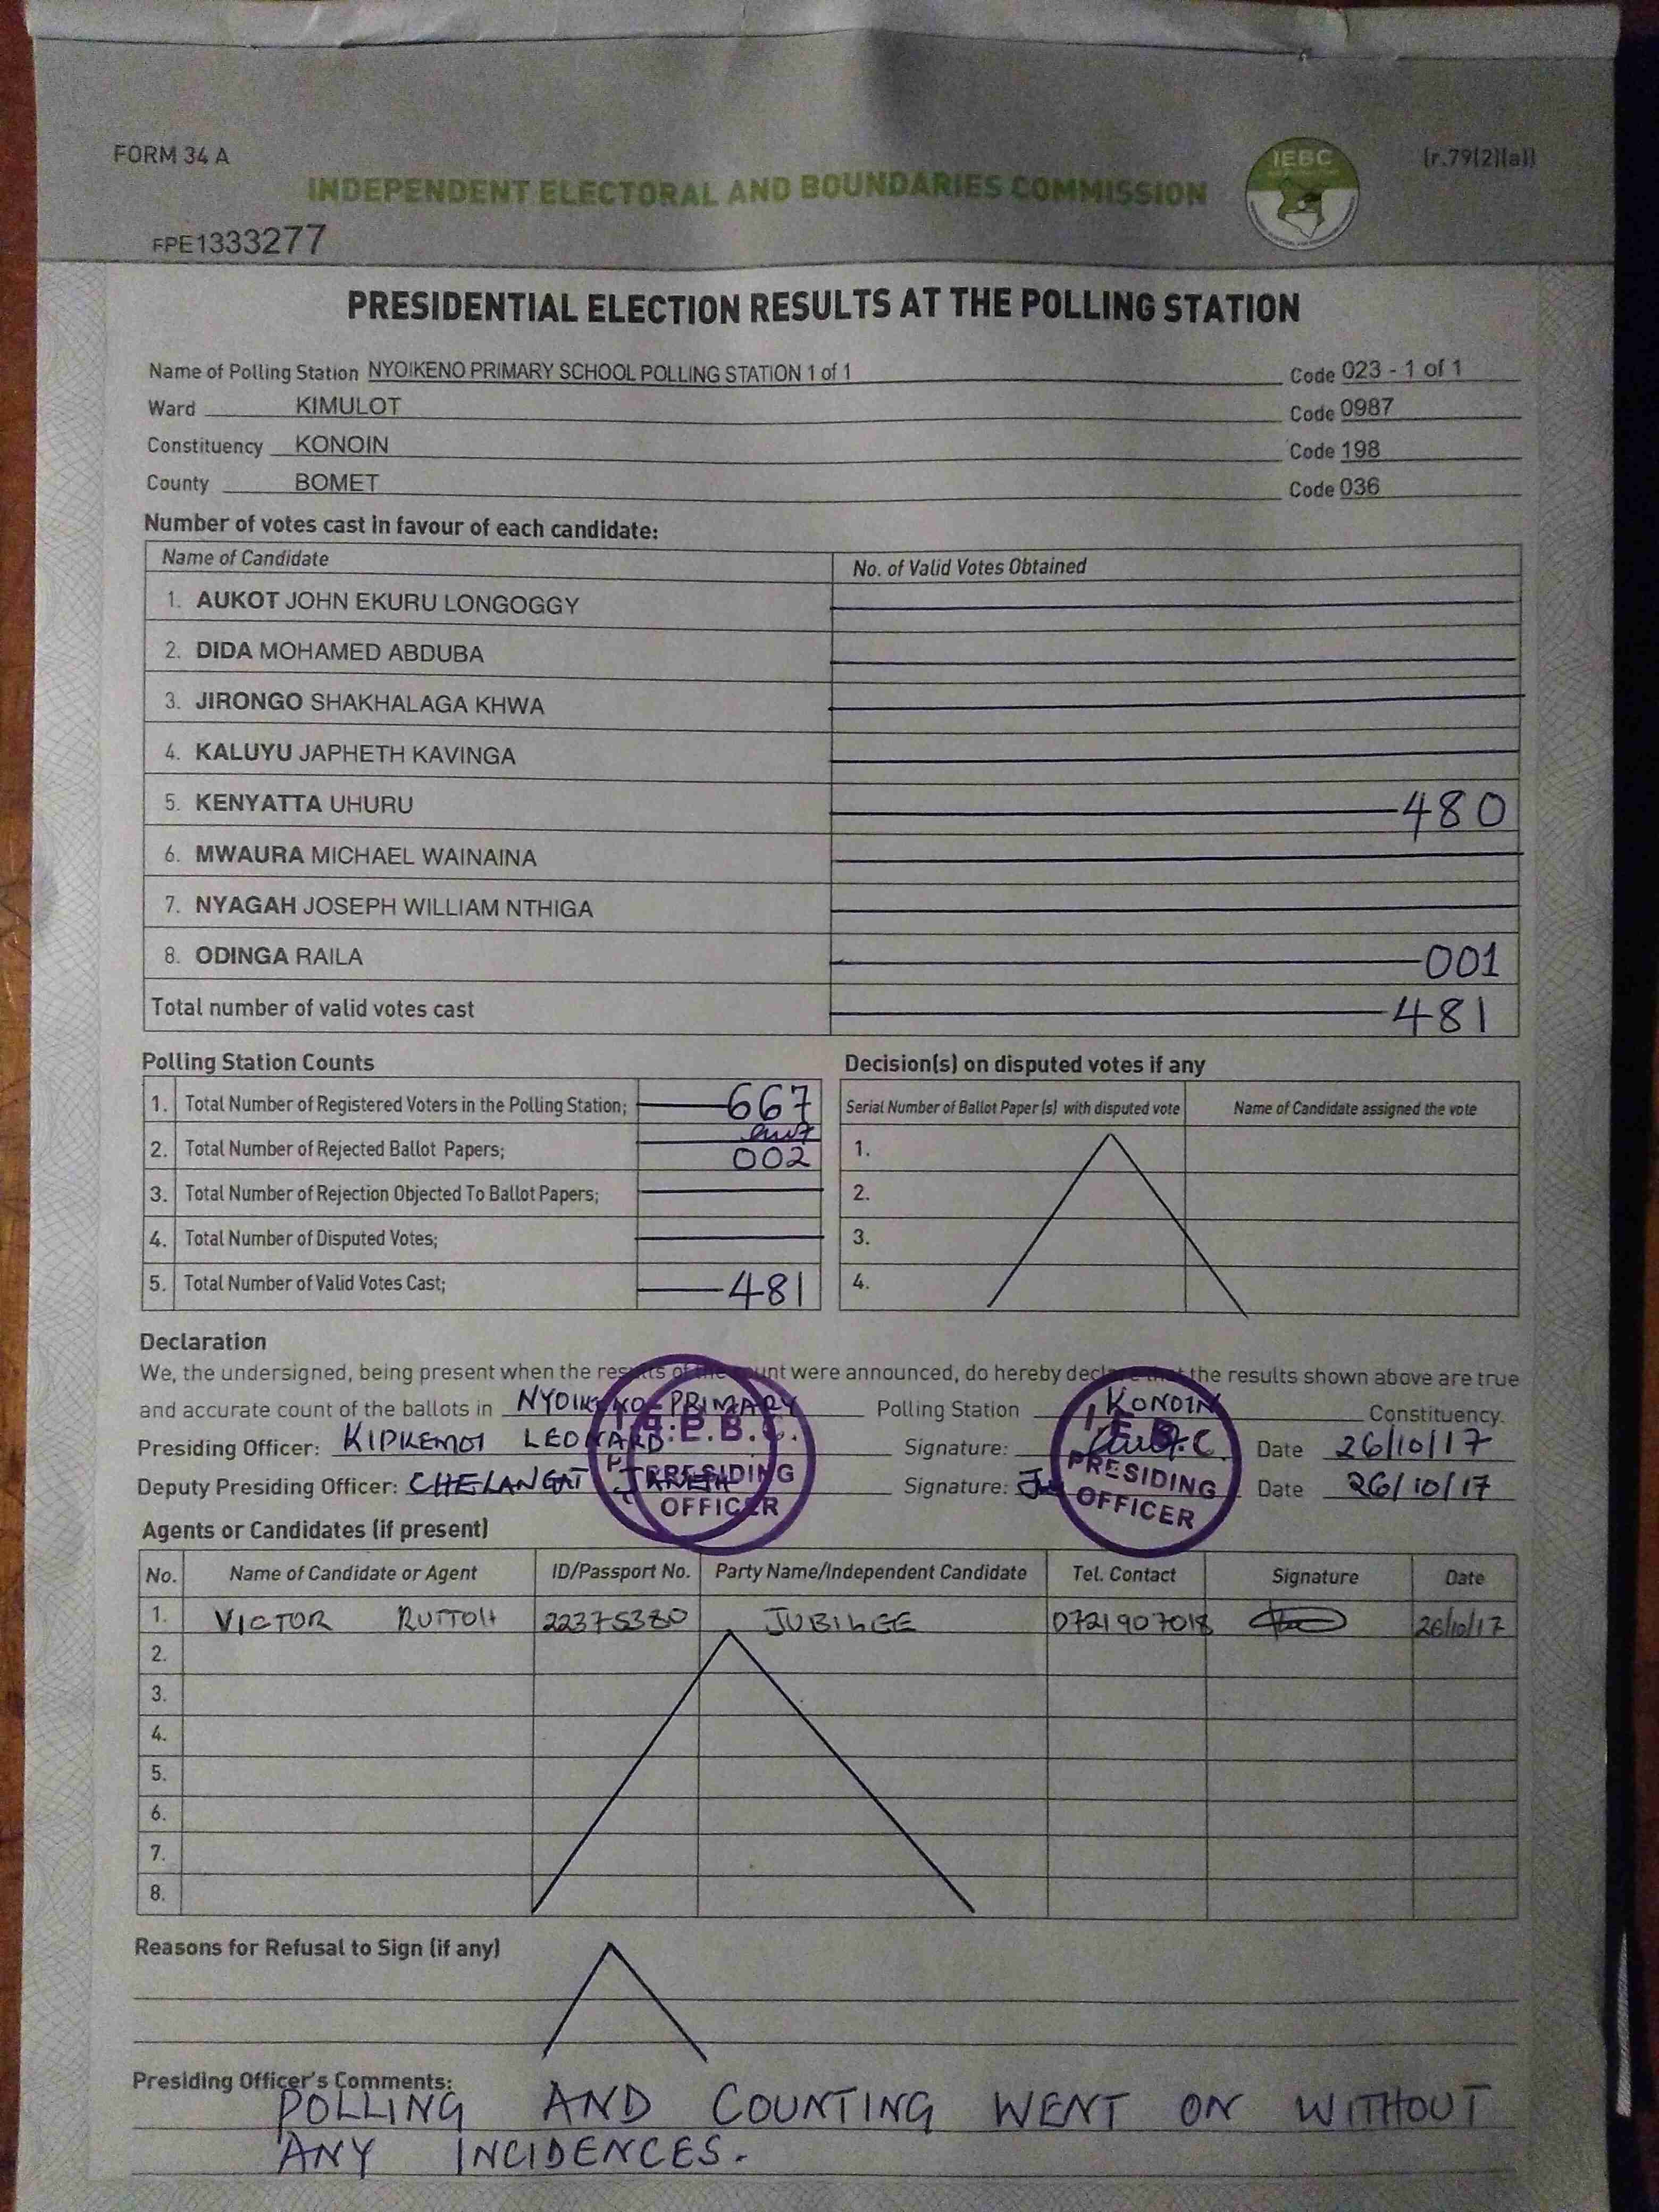 FORM 34 A
IEBC
(r.79(2)(a))
INDEPENDENT ELECTORAL AND BOUNDARIES COMMISSION
FPE1333277
PRESIDENTIAL ELECTION RESULTS AT THE POLLING STATION
Name of Polling Station NYOIKENO PRIMARY SCHOOL POLLING STATION 1 of 1 Code 023 - 1 of 1
Ward KIMULOT Code 0987
Constituency KONOIN Code 198
County BOMET Code 036
Number of votes cast in favour of each candidate:
Name of Candidate No. of Valid Votes Obtained
1. AUKOT JOHN EKURU LONGOGGY
2. DIDA MOHAMED ABDUBA
3. JIRONGO SHAKHALAGA KHWA
4. KALUYU JAPHETH KAVINGA
5. KENYATTA UHURU 480
6. MWAURA MICHAEL WAINAINA
7. NYAGAH JOSEPH WILLIAM NTHIGA
8. ODINGA RAILA 001
Total number of valid votes cast 481
Polling Station Counts
1. Total Number of Registered Voters in the Polling Station; 667
2. Total Number of Rejected Ballot Papers; 002
3. Total Number of Rejection Objected To Ballot Papers;
4. Total Number of Disputed Votes;
5. Total Number of Valid Votes Cast; 481
Decision(s) on disputed votes if any
Serial Number of Ballot Paper (s) with disputed vote Name of Candidate assigned the vote
1.
2.
3.
4.
Declaration
We, the undersigned, being present when the results of the count were announced, do hereby declare that the results shown above are true
and accurate count of the ballots in NYOIKENO PRIMARY Polling Station KONOIN Constituency.
Presiding Officer: KIPKEMOI LEONARD Signature: Date 26/10/17
Deputy Presiding Officer: CHELANGAT Signature: Date 26/10/17
I.E.B.C.
PRESIDING
OFFICER
I.E.B.C
PRESIDING
OFFICER
Agents or Candidates (if present)
No. Name of Candidate or Agent ID/Passport No. Party Name/Independent Candidate Tel. Contact Signature Date
1. VICTOR RUTTOH 22375380 JUBILEE 0721907018 26/10/17
2.
3.
4.
5.
6.
7.
8.
Reasons for Refusal to Sign (if any)
Presiding Officer's Comments:
POLLING AND COUNTING WENT ON WITHOUT
ANY INCIDENCES.